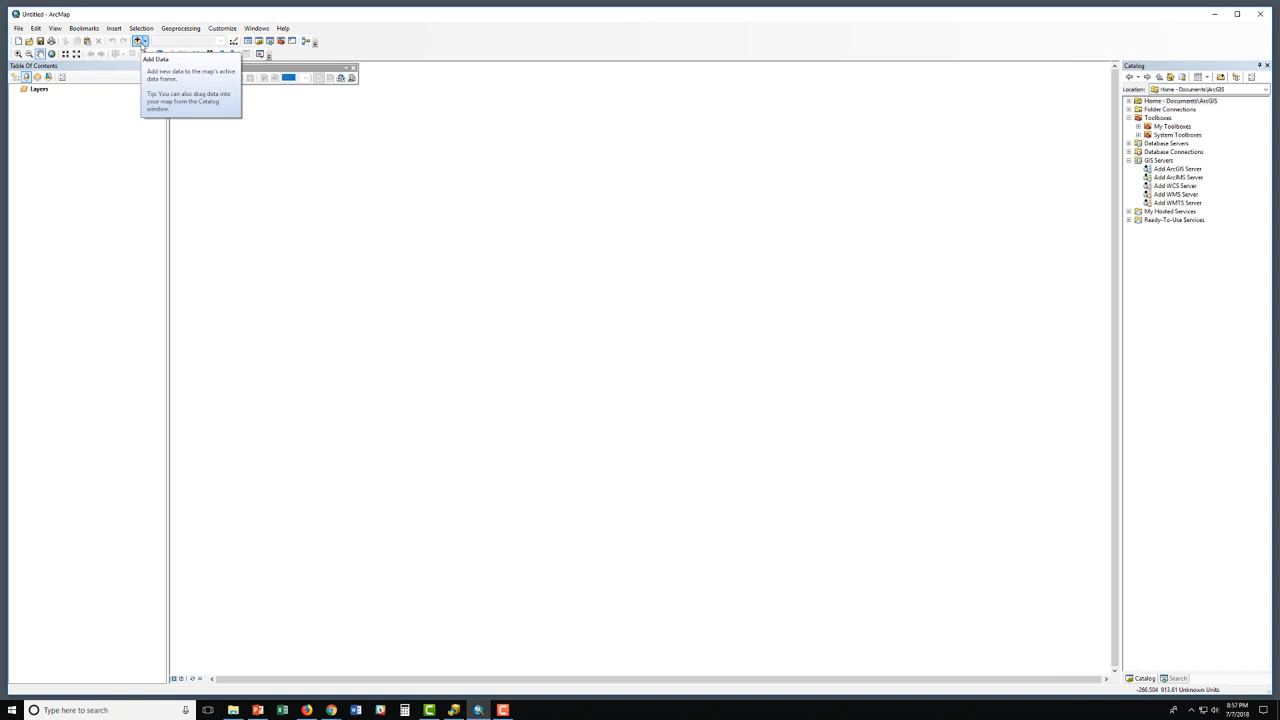 Untitled - ArcMap
File Edit View Bookmarks Insert Selection Geoprocessing Customize Windows Help
Add Data
Add new data to the map's active
data frame.
Tip: You can also drag data into
your map from the Catalog
window.
Table Of Contents
Layers
Catalog
Location: Home - Documents\ArcGIS
Home - Documents\ArcGIS
Folder Connections
Toolboxes
My Toolboxes
System Toolboxes
Database Servers
Database Connections
GIS Servers
Add ArcGIS Server
Add ArcIMS Server
Add WCS Server
Add WMS Server
Add WMTS Server
My Hosted Services
Ready-To-Use Services
Catalog Search
-266.504 913.61 Unknown Units
Type here to search
8:57 PM
7/7/2018